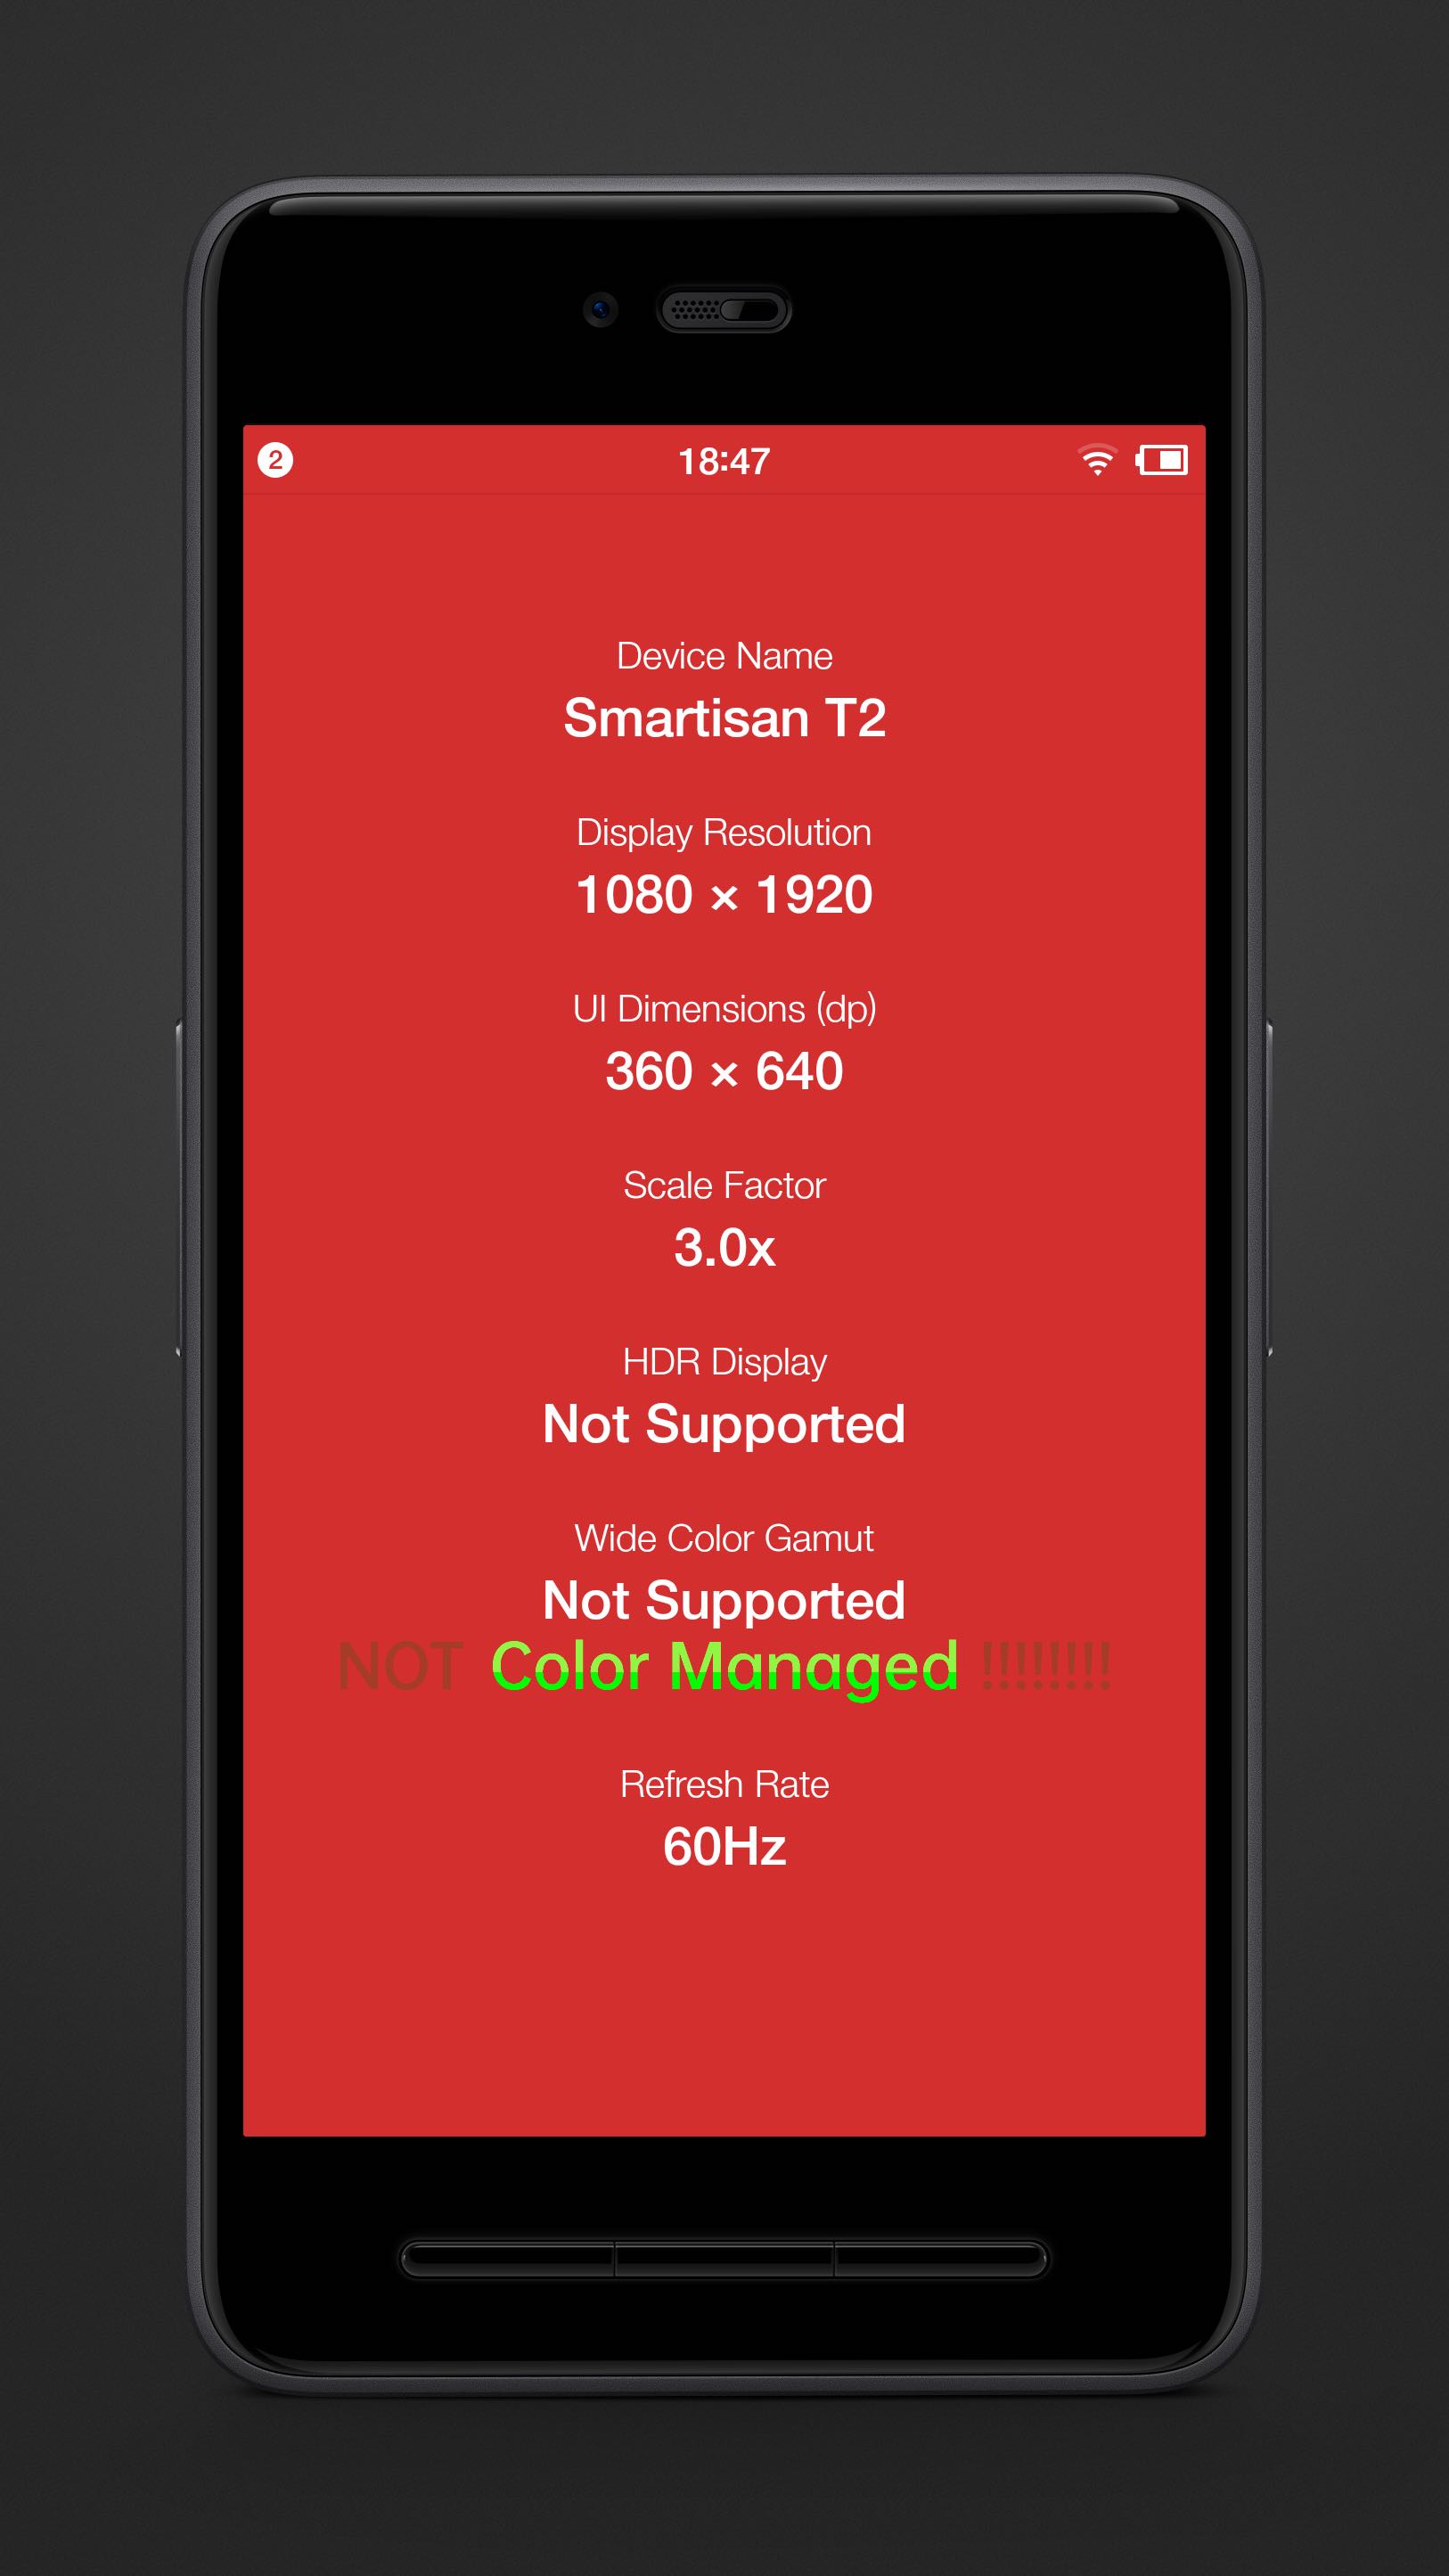 2 18:47
Device Name
Smartisan T2
Display Resolution
1080 × 1920
UI Dimensions (dp)
360 × 640
Scale Factor
3.0x
HDR Display
Not Supported
Wide Color Gamut
Not Supported
NOT Color Managed !!!!!!!!
Refresh Rate
60Hz